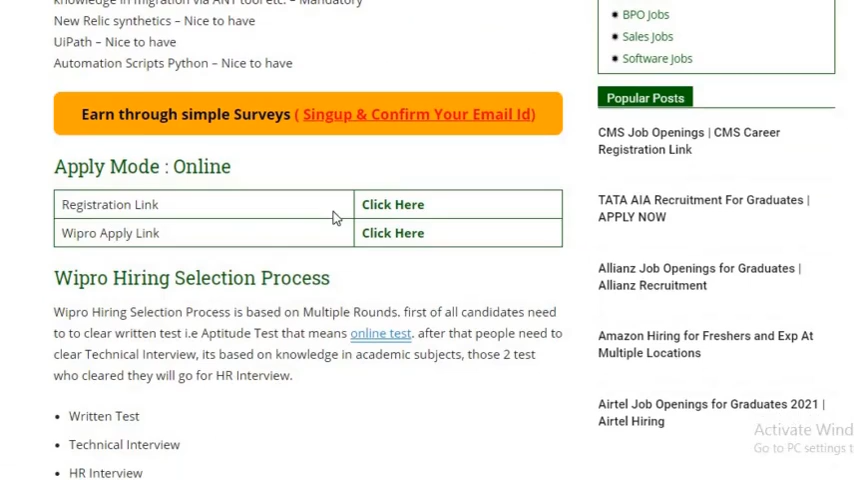 knowledge in migration via ANT tool etc. – Mandatory
New Relic synthetics – Nice to have
UiPath – Nice to have
Automation Scripts Python – Nice to have
Earn through simple Surveys ( Singup & Confirm Your Email Id)
Apply Mode : Online
Registration Link Click Here
Wipro Apply Link Click Here
Wipro Hiring Selection Process
Wipro Hiring Selection Process is based on Multiple Rounds. first of all candidates need
to to clear written test i.e Aptitude Test that means online test. after that people need to
clear Technical Interview, its based on knowledge in academic subjects, those 2 test
who cleared they will go for HR Interview.
• Written Test
• Technical Interview
• HR Interview
BPO Jobs
Sales Jobs
Software Jobs
Popular Posts
CMS Job Openings | CMS Career
Registration Link
TATA AIA Recruitment For Graduates |
APPLY NOW
Allianz Job Openings for Graduates |
Allianz Recruitment
Amazon Hiring for Freshers and Exp At
Multiple Locations
Airtel Job Openings for Graduates 2021 |
Airtel Hiring
Activate Wind
Go to PC settings t